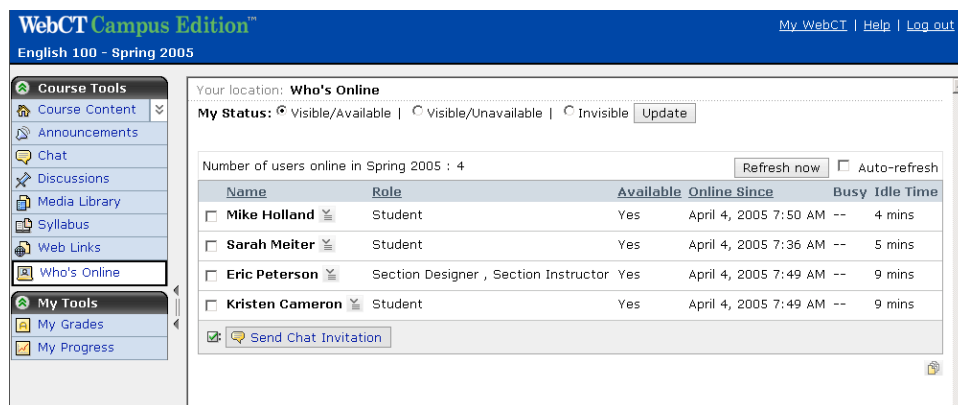 WebCT Campus Edition™
My WebCT | Help | Log out
English 100 - Spring 2005
Course Tools
Course Content
Announcements
Chat
Discussions
Media Library
Syllabus
Web Links
Who's Online
My Tools
My Grades
My Progress
Your location: Who's Online
My Status: Visible/Available | Visible/Unavailable | Invisible Update
Number of users online in Spring 2005 : 4 Refresh now Auto-refresh
Name Role Available Online Since Busy Idle Time
Mike Holland Student Yes April 4, 2005 7:50 AM -- 4 mins
Sarah Meiter Student Yes April 4, 2005 7:36 AM -- 5 mins
Eric Peterson Section Designer , Section Instructor Yes April 4, 2005 7:49 AM -- 9 mins
Kristen Cameron Student Yes April 4, 2005 7:49 AM -- 9 mins
Send Chat Invitation